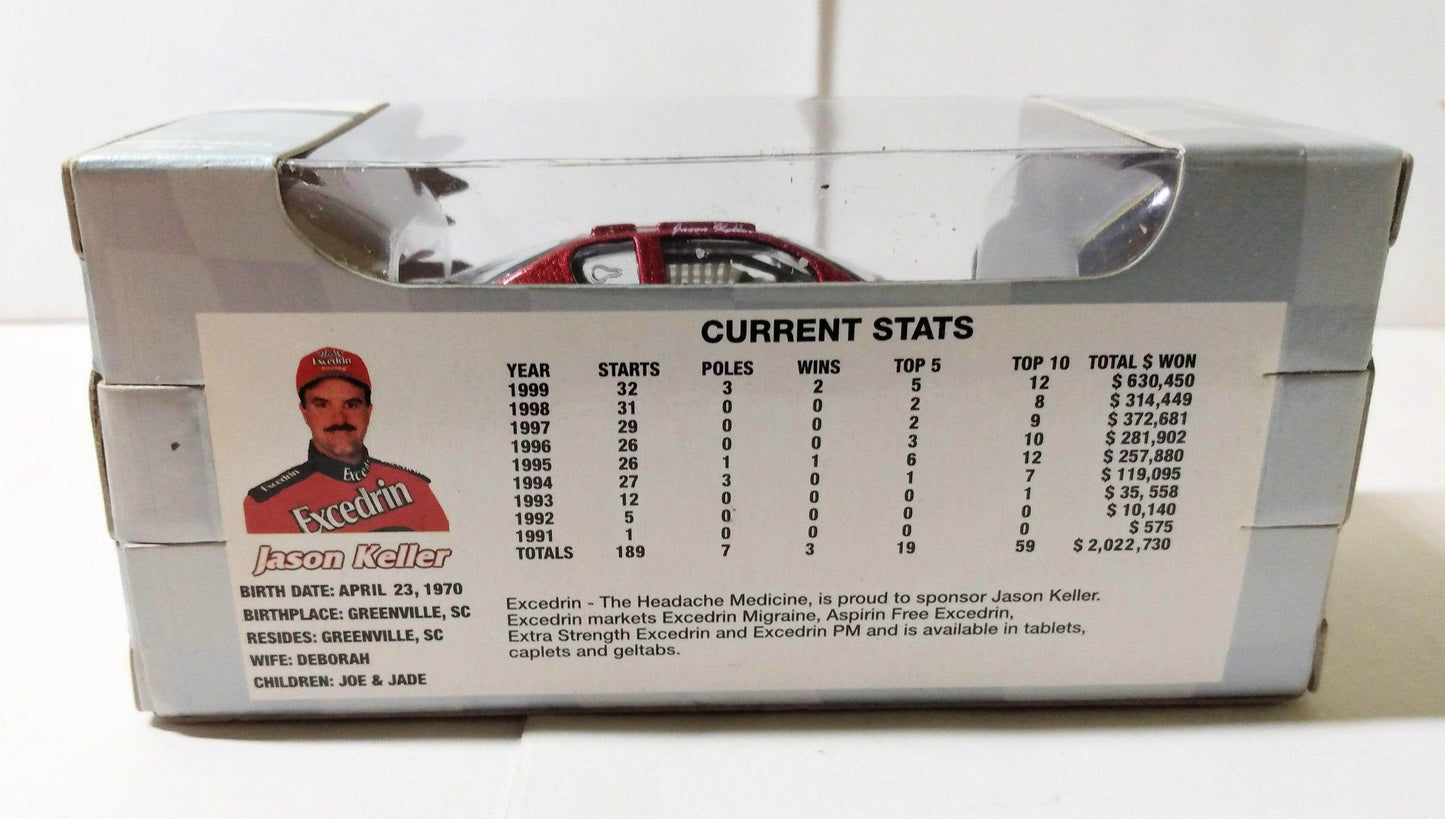 Jason Keller
CURRENT STATS
YEAR STARTS POLES WINS TOP 5 TOP 10 TOTAL $ WON
1999 32 3 2 5 12 $ 630,450
1998 31 0 0 2 8 $ 314,449
1997 29 0 0 2 9 $ 372,681
1996 26 0 0 3 10 $ 281,902
1995 26 1 1 6 12 $ 257,880
1994 27 3 0 1 7 $ 119,095
1993 12 0 0 0 1 $ 35, 558
1992 5 0 0 0 0 $ 10,140
1991 1 0 0 0 0 $ 575
TOTALS 189 7 3 19 59 $ 2,022,730
Excedrin
Excedrin
Exce
Excedrin
Jason Keller
BIRTH DATE: APRIL 23, 1970
BIRTHPLACE: GREENVILLE, SC
RESIDES: GREENVILLE, SC
WIFE: DEBORAH
CHILDREN: JOE & JADE
Excedrin - The Headache Medicine, is proud to sponsor Jason Keller.
Excedrin markets Excedrin Migraine, Aspirin Free Excedrin,
Extra Strength Excedrin and Excedrin PM and is available in tablets,
caplets and geltabs.